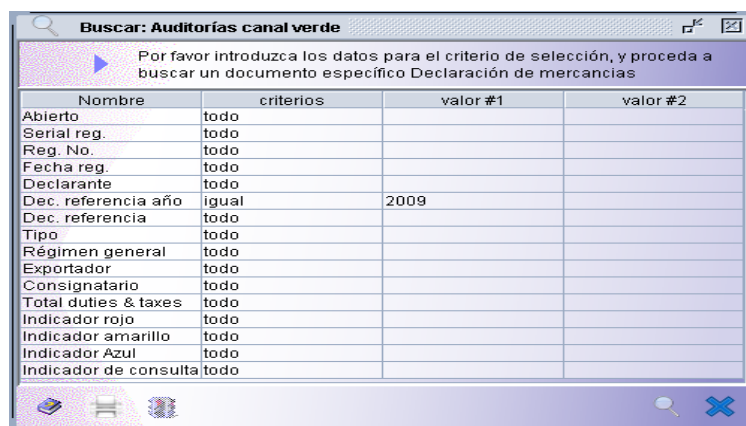 Buscar: Auditorías canal verde
Por favor introduzca los datos para el criterio de selección, y proceda a
buscar un documento específico Declaración de mercancias
Nombre criterios valor #1 valor #2
Abierto todo
Serial reg. todo
Reg. No. todo
Fecha reg. todo
Declarante todo
Dec. referencia año igual 2009
Dec. referencia todo
Tipo todo
Régimen general todo
Exportador todo
Consignatario todo
Total duties & taxes todo
Indicador rojo todo
Indicador amarillo todo
Indicador Azul todo
Indicador de consulta todo